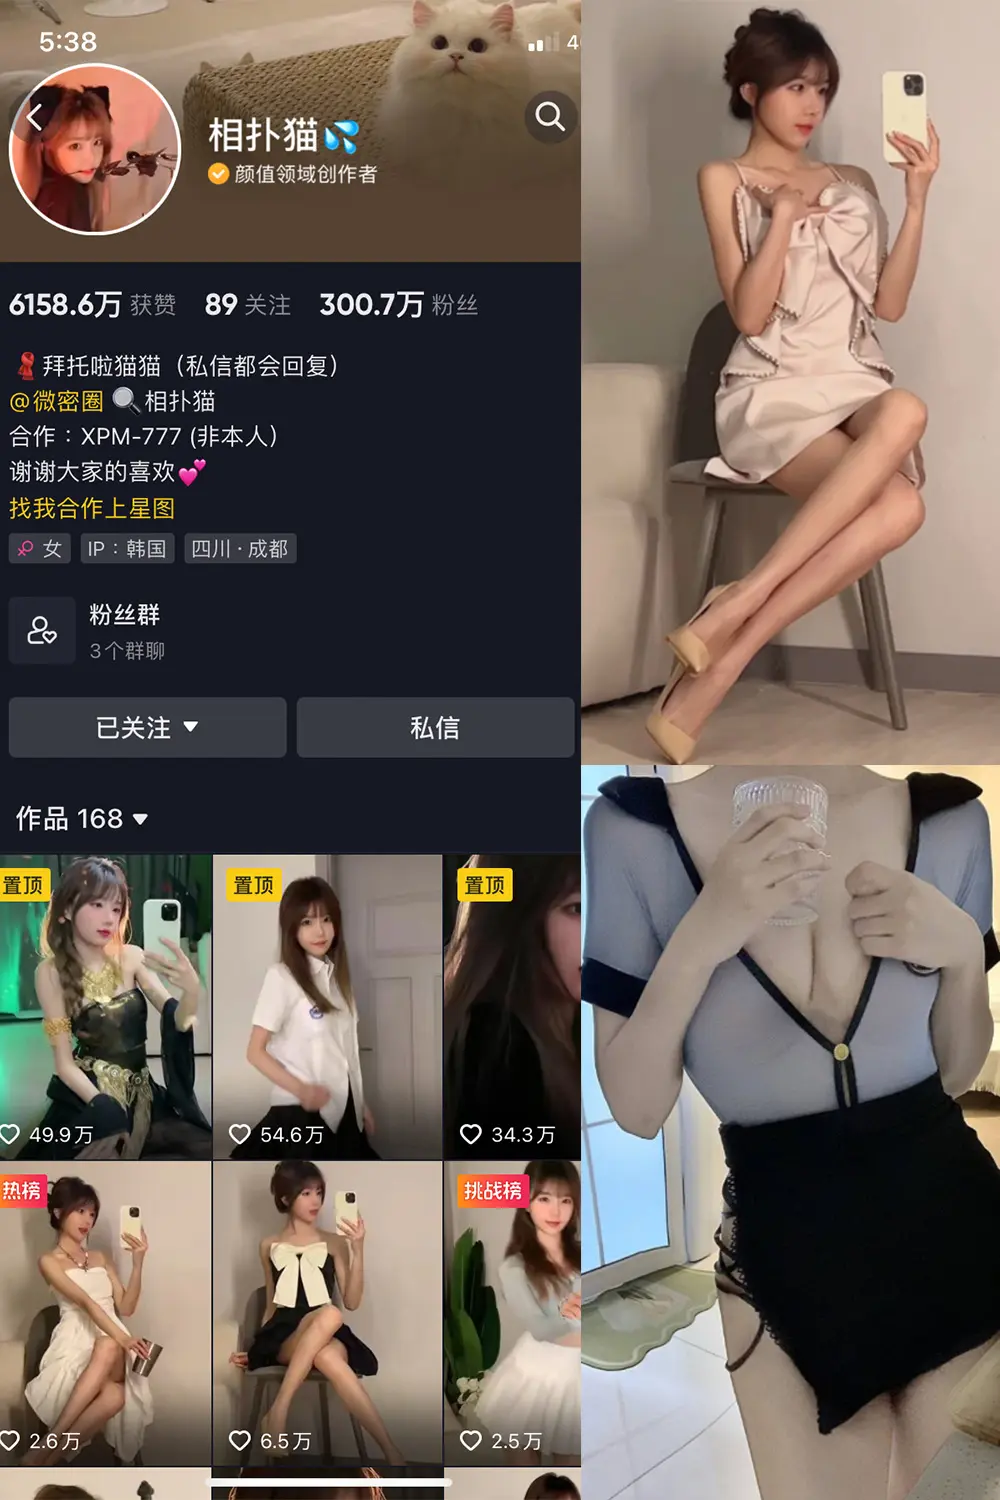 5:38
4
相扑猫💦
颜值领域创作者
6158.6万 获赞 89 关注 300.7万 粉丝
🧣拜托啦猫猫（私信都会回复）
@微密圈 🔍相扑猫
合作：XPM-777 (非本人)
谢谢大家的喜欢💕
找我合作上星图
女 IP：韩国 四川·成都
粉丝群
3个群聊
已关注 私信
作品 168
置顶 置顶 置顶
49.9万 54.6万 34.3万
热榜 挑战榜
2.6万 6.5万 2.5万